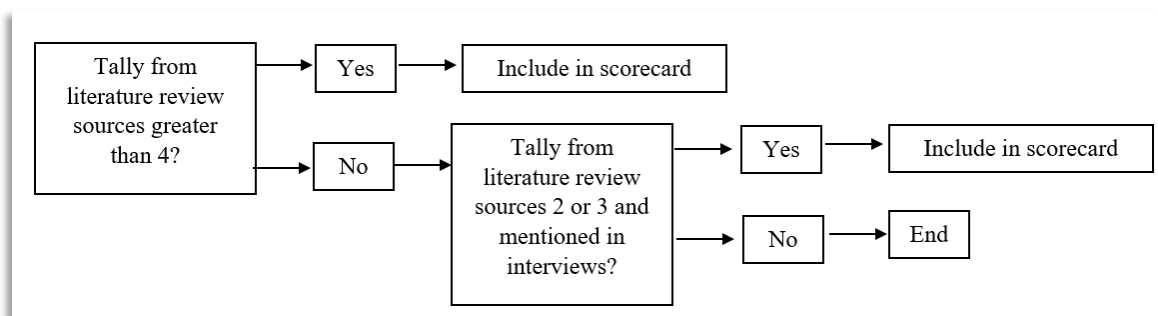 Tally from
literature review
sources greater
than 4?
Yes
Include in scorecard
No
Tally from
literature review
sources 2 or 3 and
mentioned in
interviews?
Yes
Include in scorecard
No
End